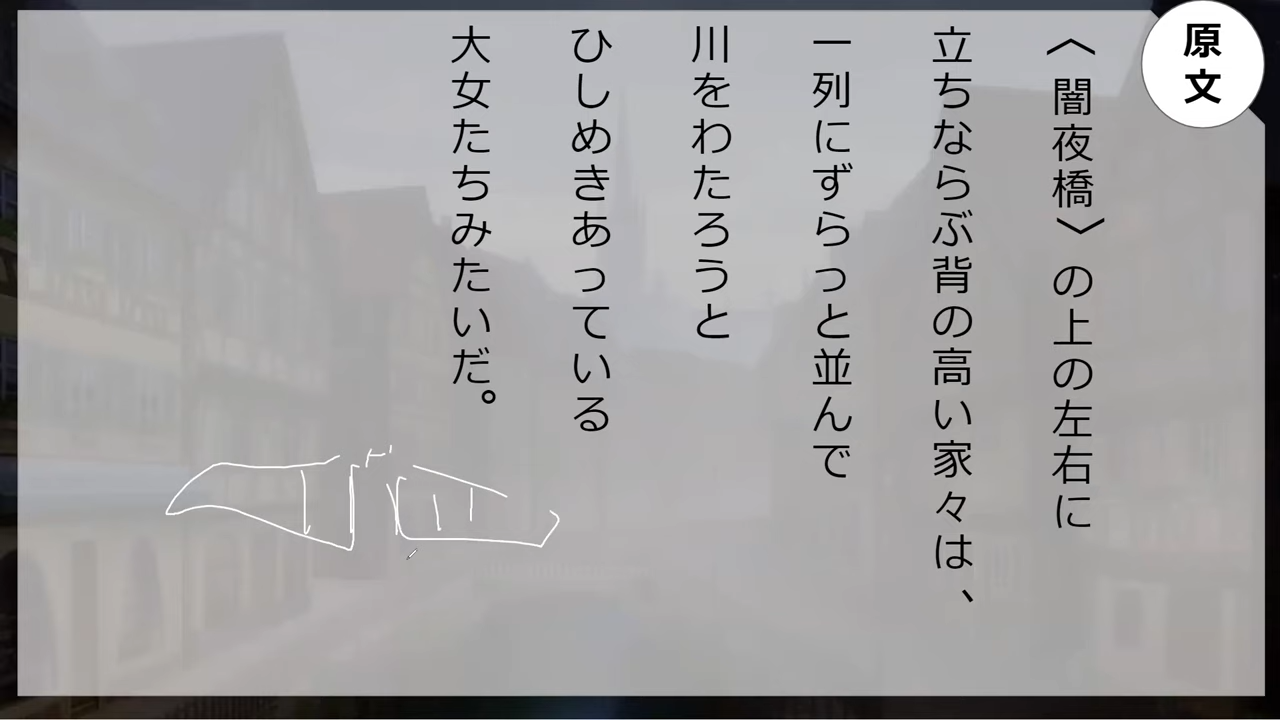 原文
〈闇夜橋〉の上の左右に
立ちならぶ背の高い家々は、
一列にずらっと並んで
川をわたろうと
ひしめきあっている
大女たちみたいだ。